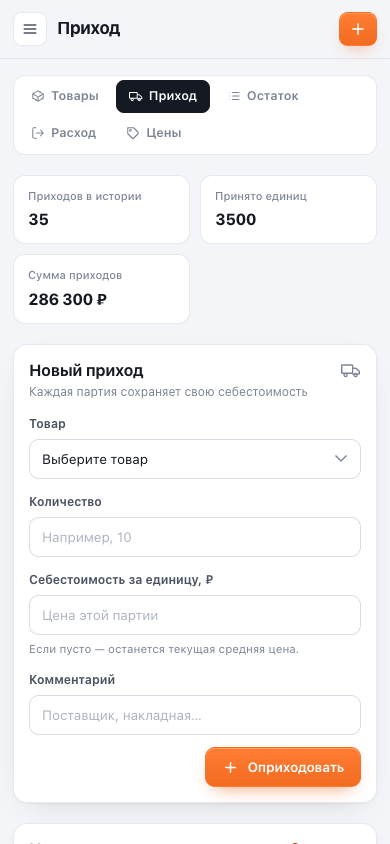 Приход
Товары
Приход
Остаток
Расход
Цены
Приходов в истории
35
Принято единиц
3500
Сумма приходов
286 300 ₽
Новый приход
Каждая партия сохраняет свою себестоимость
Товар
Выберите товар
Количество
Например, 10
Себестоимость за единицу, ₽
Цена этой партии
Если пусто — останется текущая средняя цена.
Комментарий
Поставщик, накладная...
Оприходовать